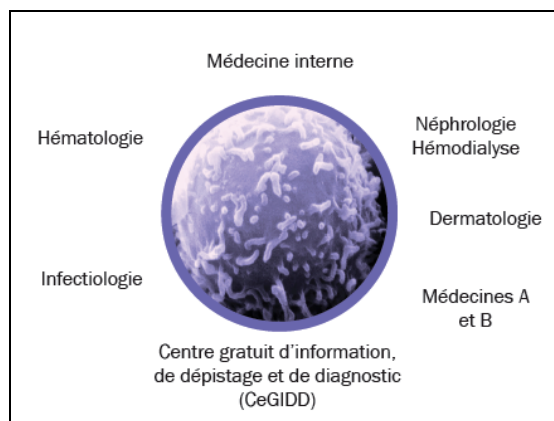 Médecine interne
Hématologie
Néphrologie
Hémodialyse
Dermatologie
Infectiologie
Médecines A
et B
Centre gratuit d'information,
de dépistage et de diagnostic
(CeGIDD)